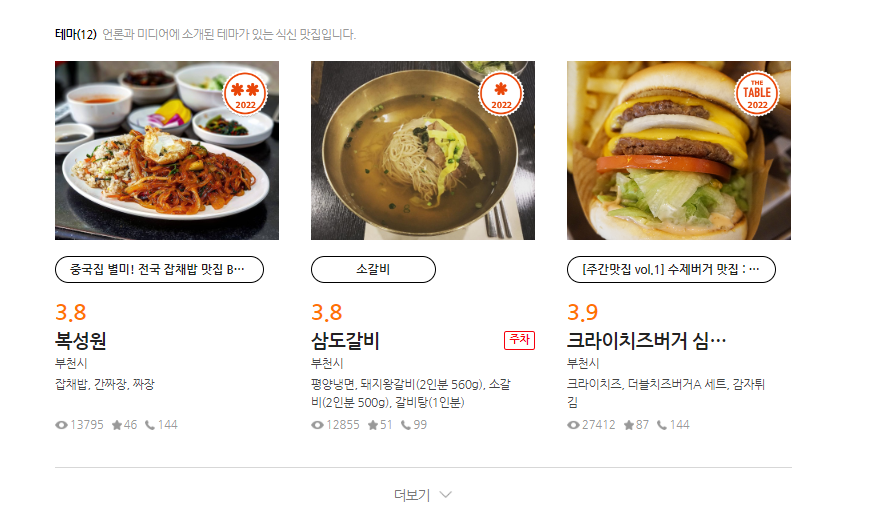 테마(12) 언론과 미디어에 소개된 테마가 있는 식신 맛집입니다.
2022
2022
THE
TABLE
2022
중국집 별미! 전국 잡채밥 맛집 B…
소갈비
[주간맛집 vol.1] 수제버거 맛집 : …
3.8
복성원
부천시
잡채밥, 간짜장, 짜장
13795 46 144
3.8
삼도갈비 주차
부천시
평양냉면, 돼지왕갈비(2인분 560g), 소갈
비(2인분 500g), 갈비탕(1인분)
12855 51 99
3.9
크라이치즈버거 심…
부천시
크라이치즈, 더블치즈버거A 세트, 감자튀
김
27412 87 144
더보기